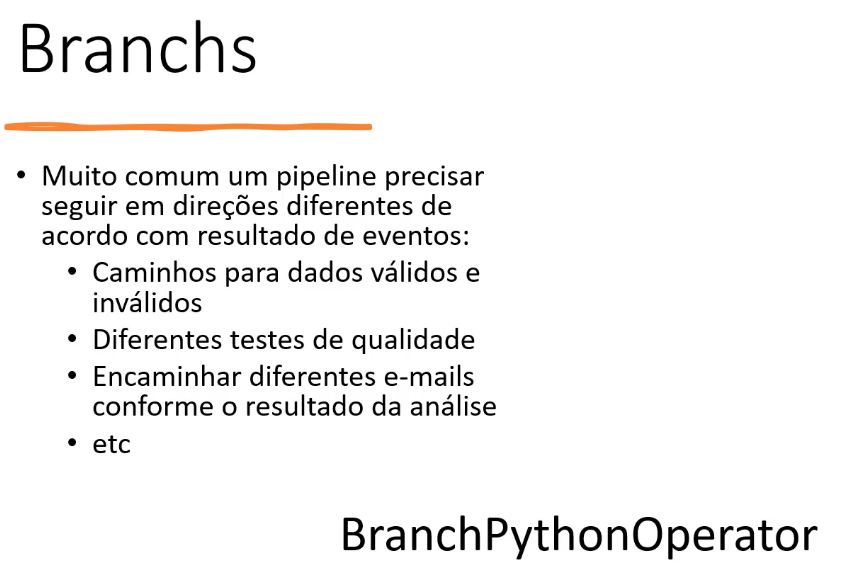 Branchs
• Muito comum um pipeline precisar
seguir em direções diferentes de
acordo com resultado de eventos:
• Caminhos para dados válidos e
inválidos
• Diferentes testes de qualidade
• Encaminhar diferentes e-mails
conforme o resultado da análise
• etc
BranchPythonOperator